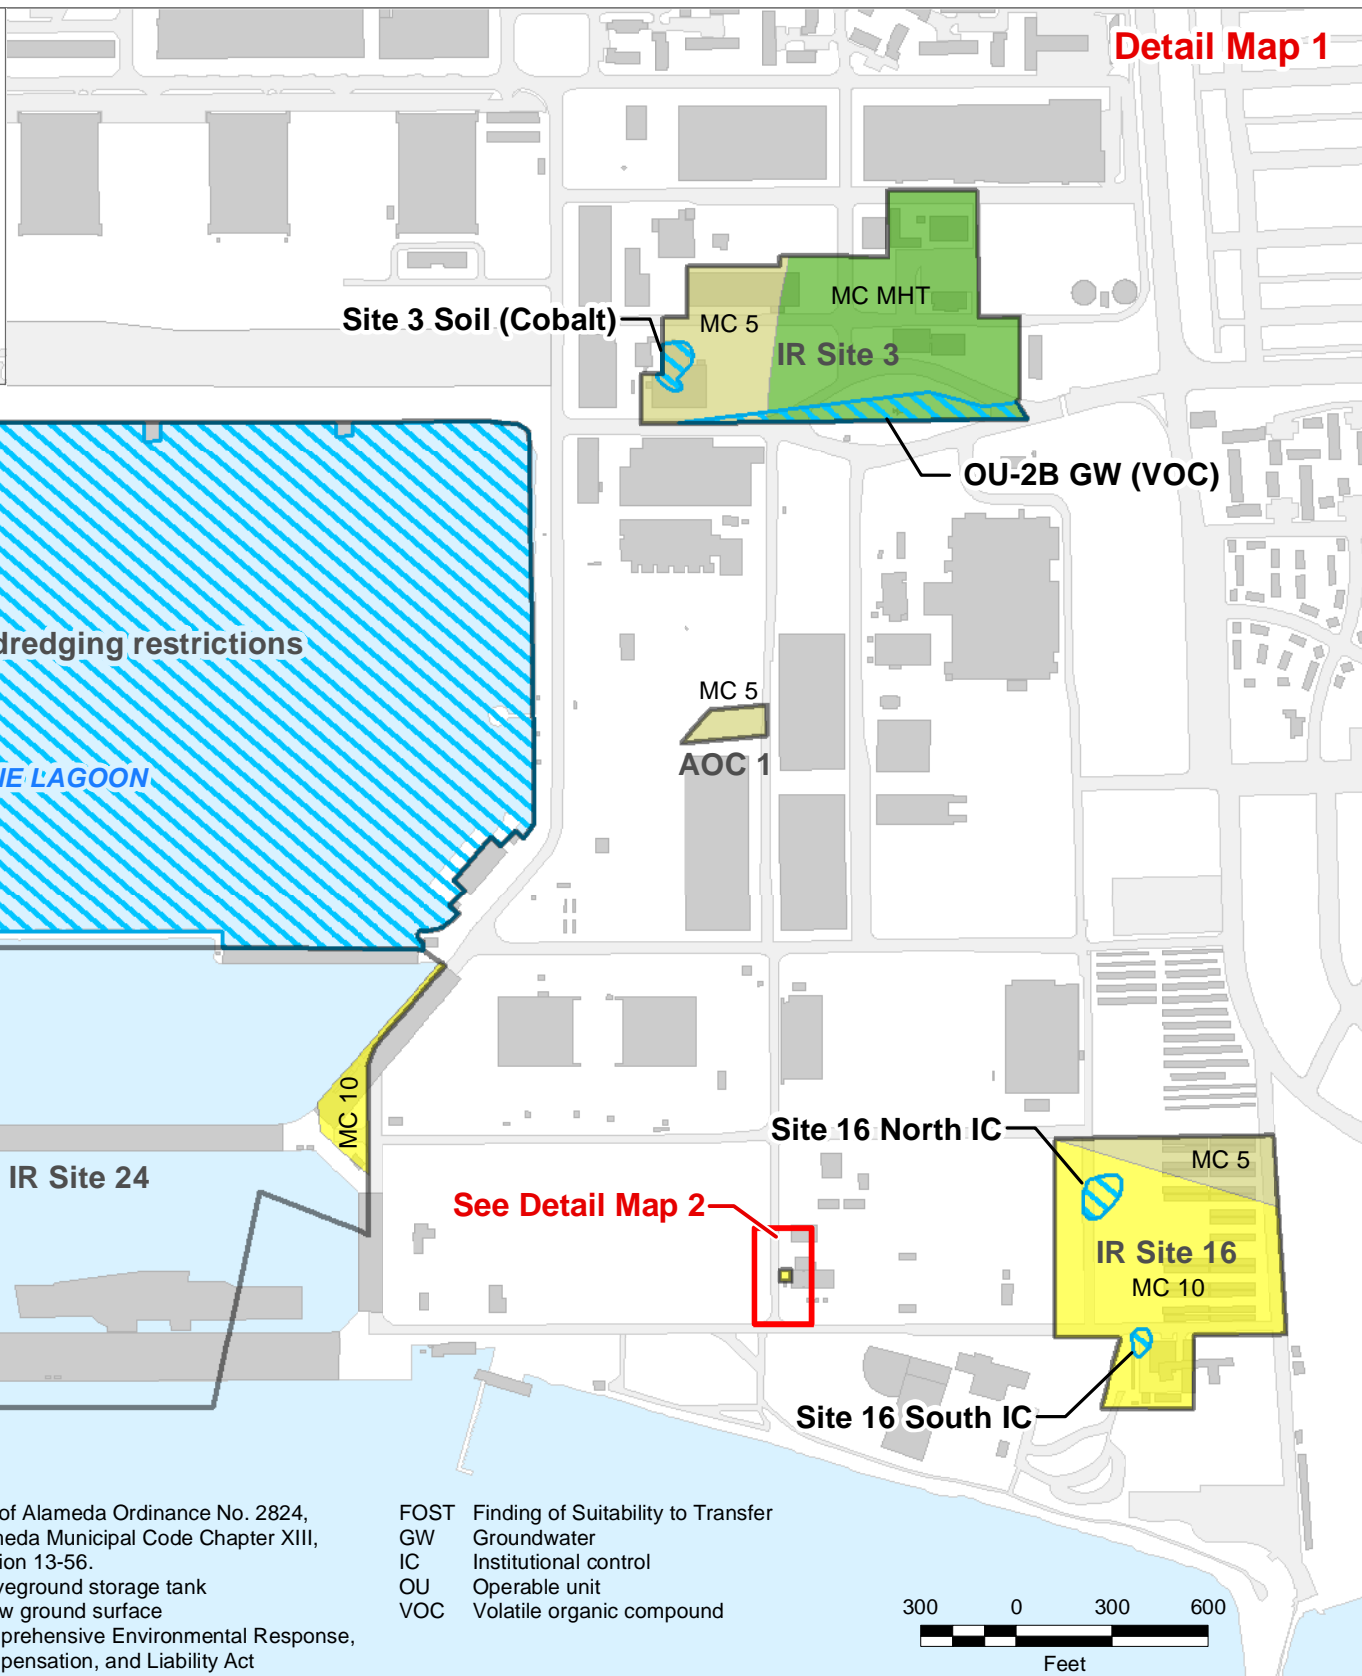 Detail Map 1
MC MHT
Site 3 Soil (Cobalt)
MC 5
IR Site 3
OU-2B GW (VOC)
dredging restrictions
MC 5
AOC 1
LAGOON
MC 10
Site 16 North IC
MC 5
IR Site 24
See Detail Map 2
IR Site 16
MC 10
Site 16 South IC
of Alameda Ordinance No. 2824,
meda Municipal Code Chapter XIII,
ion 13-56.
veground storage tank
w ground surface
prehensive Environmental Response,
pensation, and Liability Act
FOST Finding of Suitability to Transfer
GW Groundwater
IC Institutional control
OU Operable unit
VOC Volatile organic compound
300 0 300 600
Feet